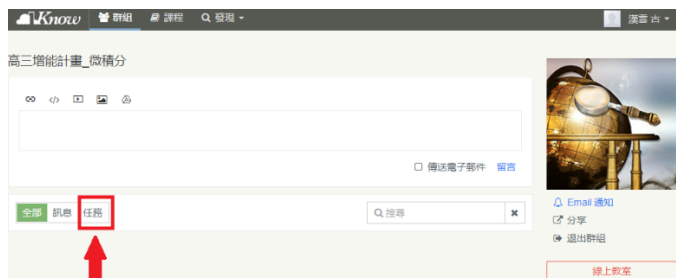 Know 群組 課程 發現 漢雲 古
高三增能計畫_微積分
傳送電子郵件 留言
全部 訊息 任務 搜尋
Email 通知
分享
退出群組
線上教室